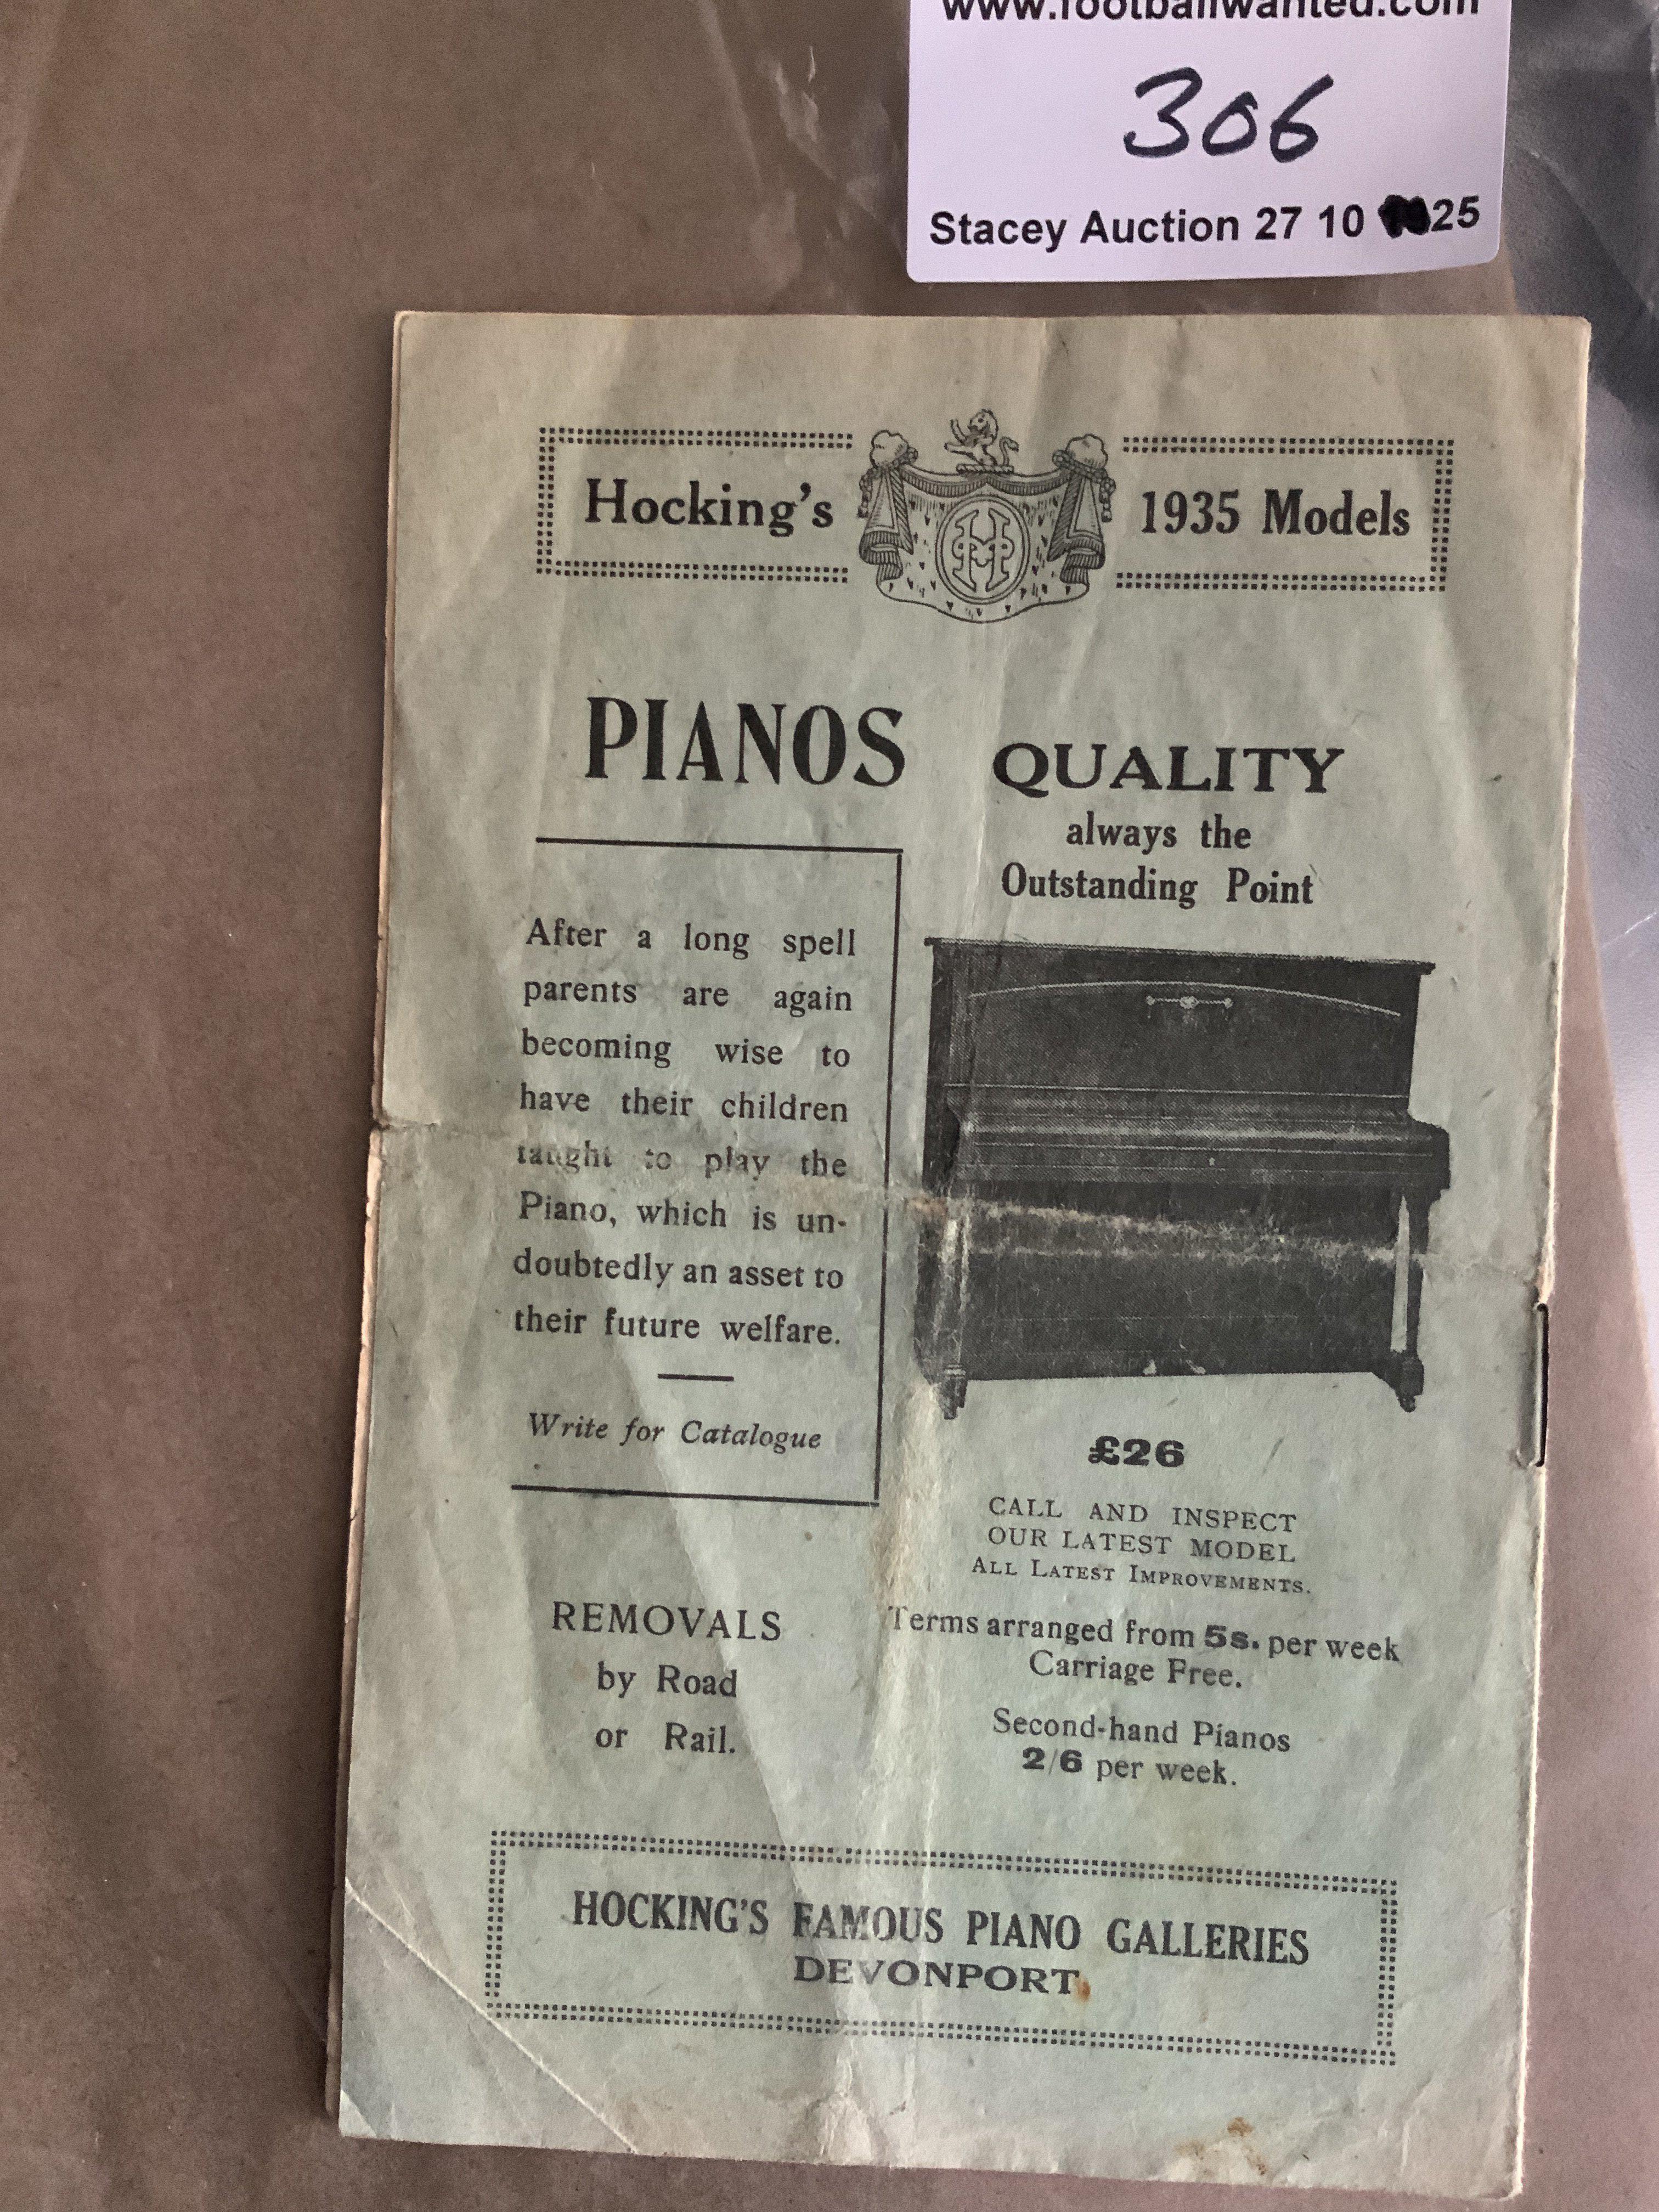 www.footballwanted.com
306
Stacey Auction 27 10 25
Hocking's
1935 Models
PIANOS
After a long spell
parents are again
becoming wise to
have their children
taught to play the
Piano, which is un-
doubtedly an asset to
their future welfare.
Write for Catalogue
REMOVALS
by Road
or Rail.
QUALITY
always the
Outstanding Point
£26
CALL AND INSPECT
OUR LATEST MODEL
ALL LATEST IMPROVEMENTS.
Terms arranged from 5s. per week
Carriage Free.
Second-hand Pianos
2/6 per week.
HOCKING'S FAMOUS PIANO GALLERIES
DEVONPORT